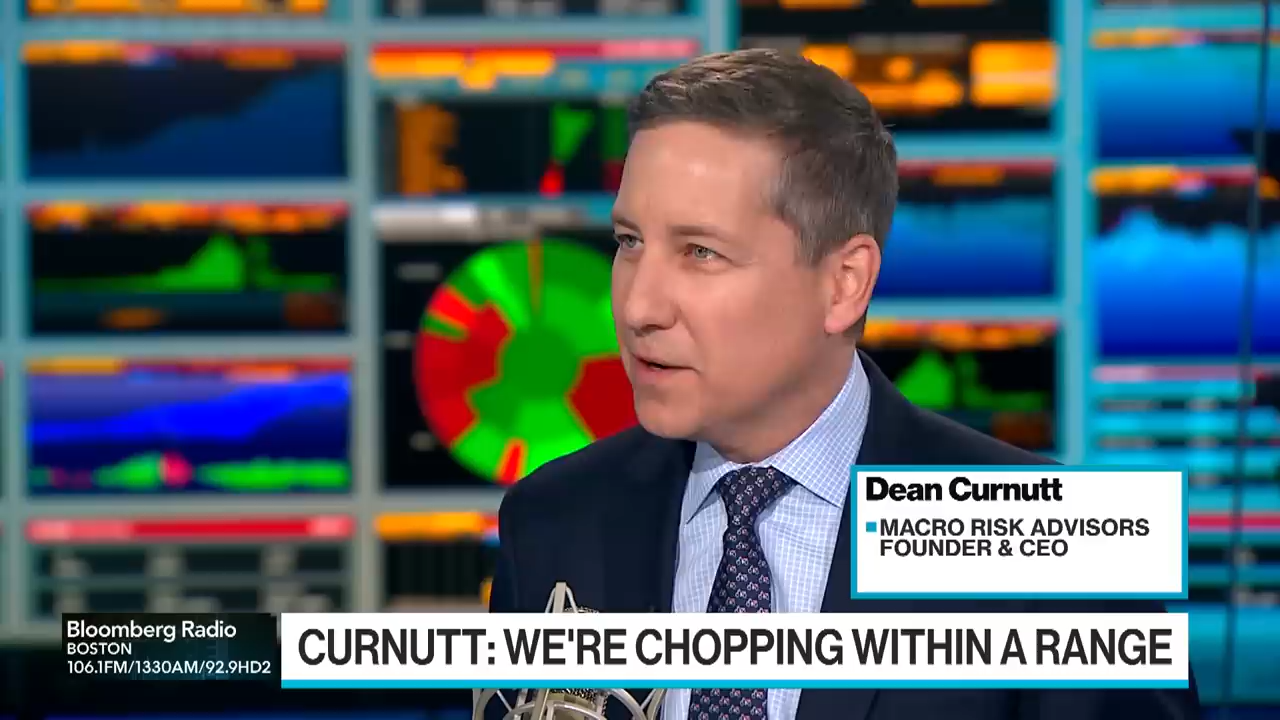 Dean Curnutt
MACRO RISK ADVISORS
FOUNDER & CEO
Bloomberg Radio
BOSTON
106.1FM/1330AM/92.9HD2
CURNUTT: WE'RE CHOPPING WITHIN A RANGE